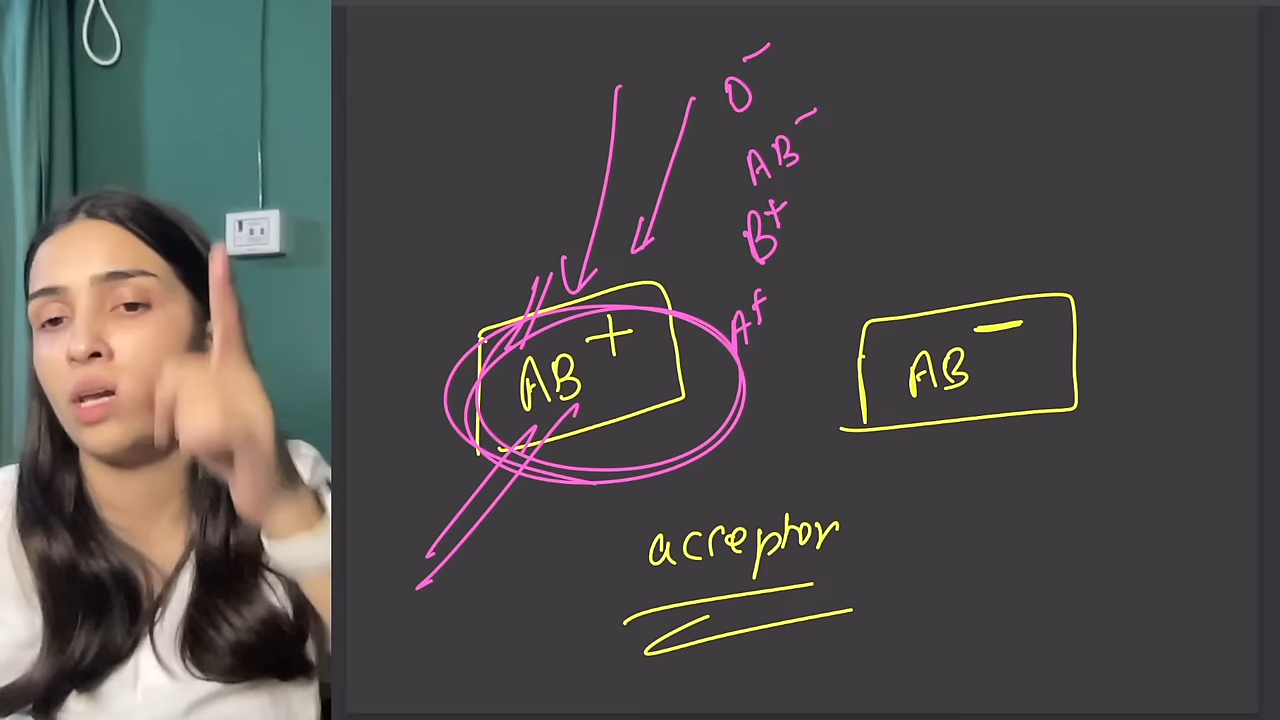 O⁻
AB⁻
B⁺
A⁺
AB⁺
AB⁻
acreptor